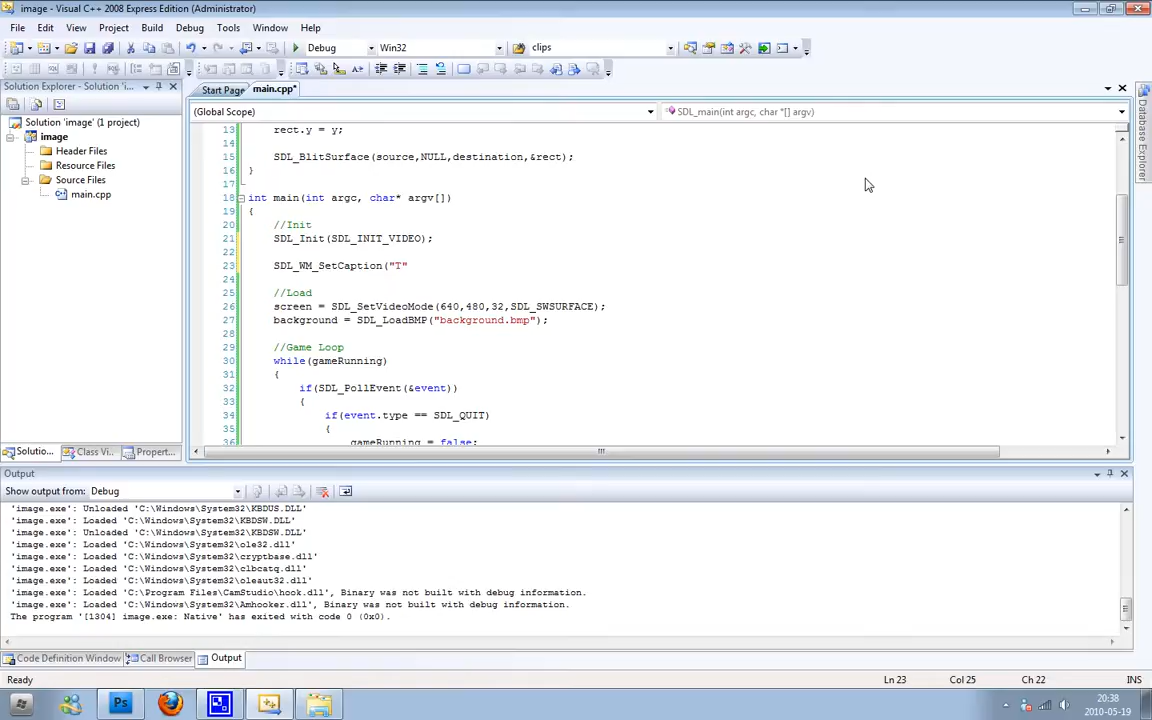 image - Visual C++ 2008 Express Edition (Administrator)
File Edit View Project Build Debug Tools Window Help
Debug Win32 clips
Solution Explorer - Solution 'i...
Start Page main.cpp*
(Global Scope) SDL_main(int argc, char *[] argv)
Solution 'image' (1 project)
image
Header Files
Resource Files
Source Files
main.cpp
13 rect.y = y;
14
15 SDL_BlitSurface(source,NULL,destination,&rect);
16 }
17
18 int main(int argc, char* argv[])
19 {
20 //Init
21 SDL_Init(SDL_INIT_VIDEO);
22
23 SDL_WM_SetCaption("T"
24
25 //Load
26 screen = SDL_SetVideoMode(640,480,32,SDL_SWSURFACE);
27 background = SDL_LoadBMP("background.bmp");
28
29 //Game Loop
30 while(gameRunning)
31 {
32 if(SDL_PollEvent(&event))
33 {
34 if(event.type == SDL_QUIT)
35 {
36 gameRunning = false;
Database Explorer
Solutio... Class Vi... Propert...
Output
Show output from: Debug
'image.exe': Unloaded 'C:\Windows\System32\KBDUS.DLL'
'image.exe': Loaded 'C:\Windows\System32\KBDSW.DLL'
'image.exe': Unloaded 'C:\Windows\System32\KBDSW.DLL'
'image.exe': Loaded 'C:\Windows\System32\ole32.dll'
'image.exe': Loaded 'C:\Windows\System32\cryptbase.dll'
'image.exe': Loaded 'C:\Windows\System32\clbcatq.dll'
'image.exe': Loaded 'C:\Windows\System32\oleaut32.dll'
'image.exe': Loaded 'C:\Program Files\CamStudio\hook.dll', Binary was not built with debug information.
'image.exe': Loaded 'C:\Windows\System32\Amhooker.dll', Binary was not built with debug information.
The program '[1304] image.exe: Native' has exited with code 0 (0x0).
Code Definition Window Call Browser Output
Ready Ln 23 Col 25 Ch 22 INS
Ps
20:38
2010-05-19